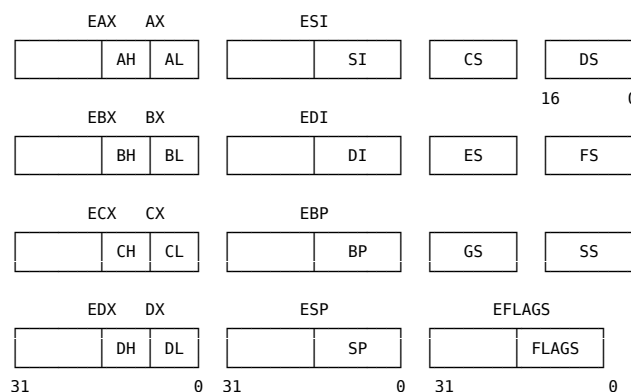 EAX AX ESI
AH AL SI CS DS
16 0
EBX BX EDI
BH BL DI ES FS
ECX CX EBP
CH CL BP GS SS
EDX DX ESP EFLAGS
DH DL SP FLAGS
31 0 31 0 31 0